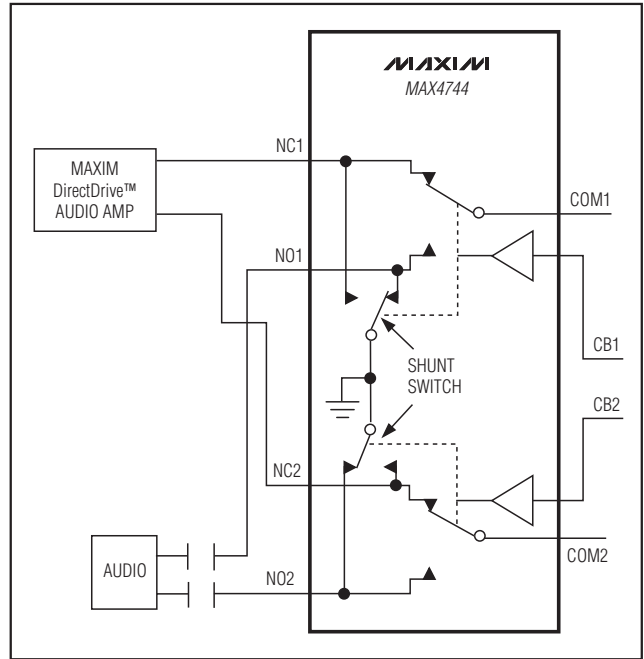 MAXIM
MAX4744
NC1
MAXIM
DirectDrive™
AUDIO AMP
COM1
NO1
SHUNT
SWITCH
CB1
CB2
NC2
COM2
AUDIO
NO2